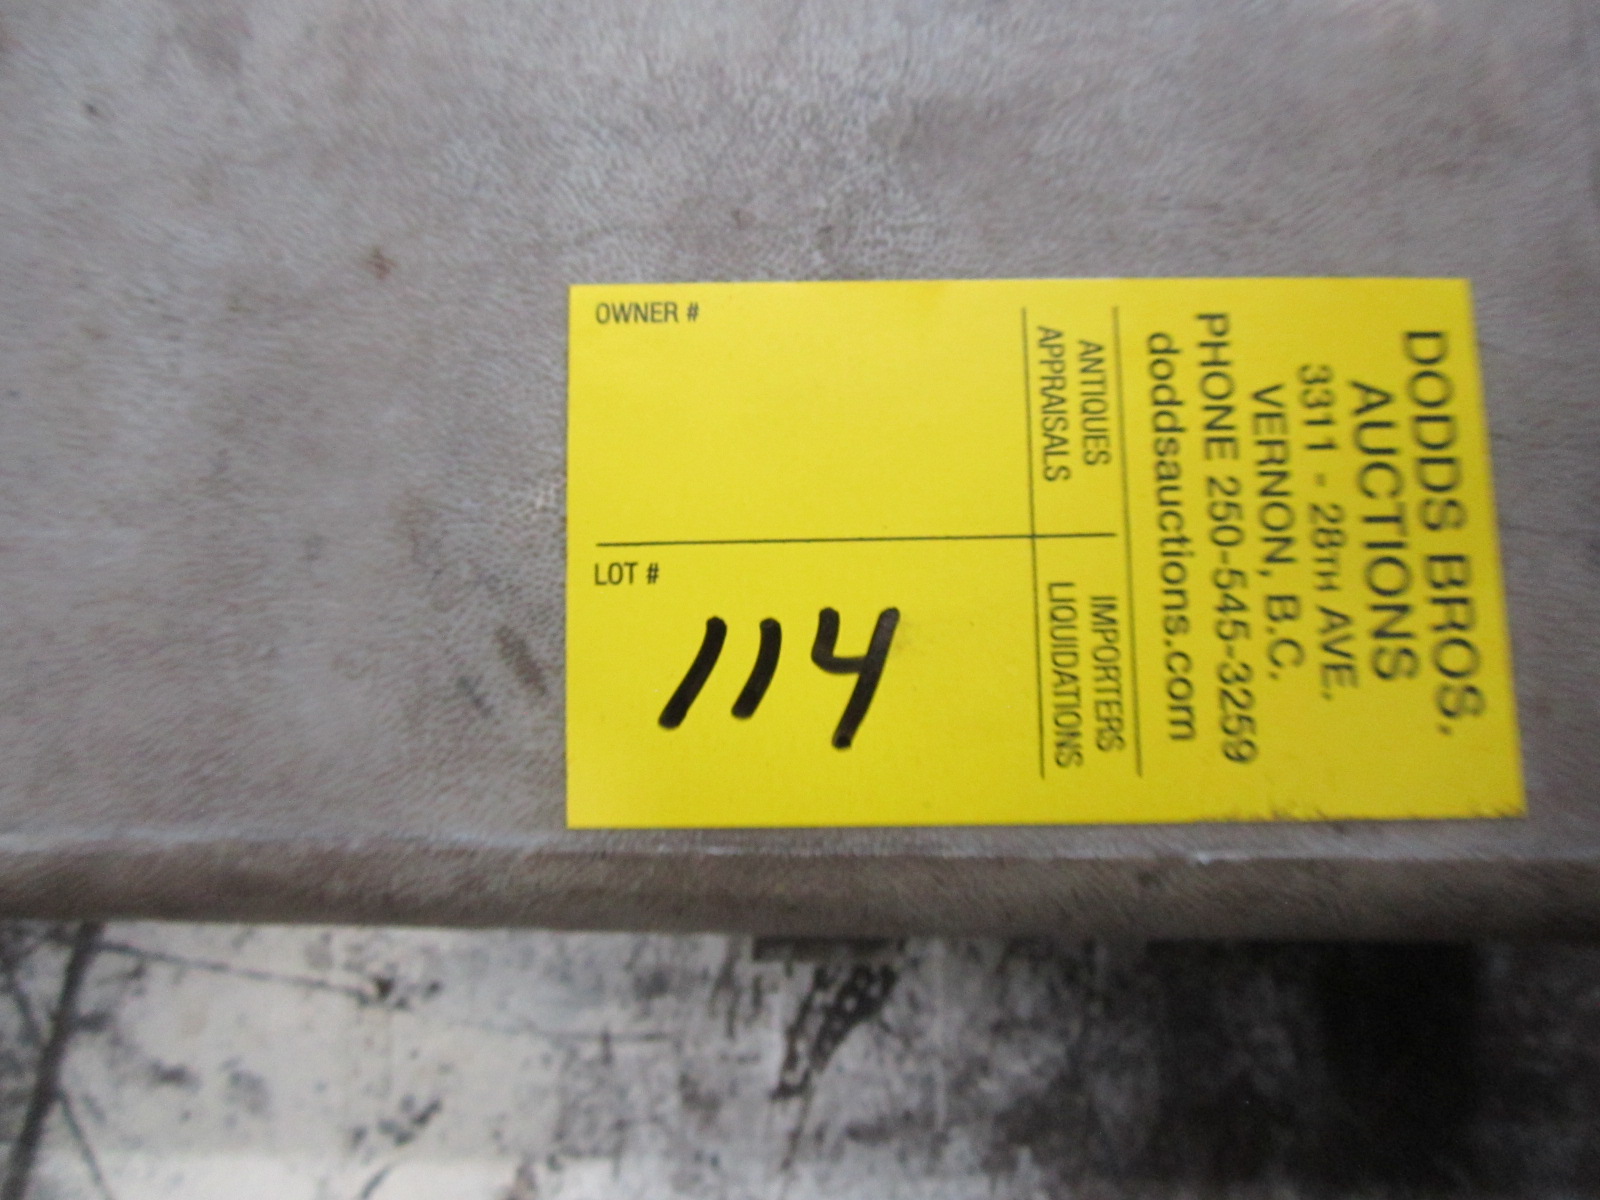 DODDS BROS.
AUCTIONS
3311 - 28TH AVE.
VERNON, B.C.
PHONE 250-545-3259
doddsauctions.com
ANTIQUES IMPORTERS
APPRAISALS LIQUIDATIONS
OWNER #
LOT #
114